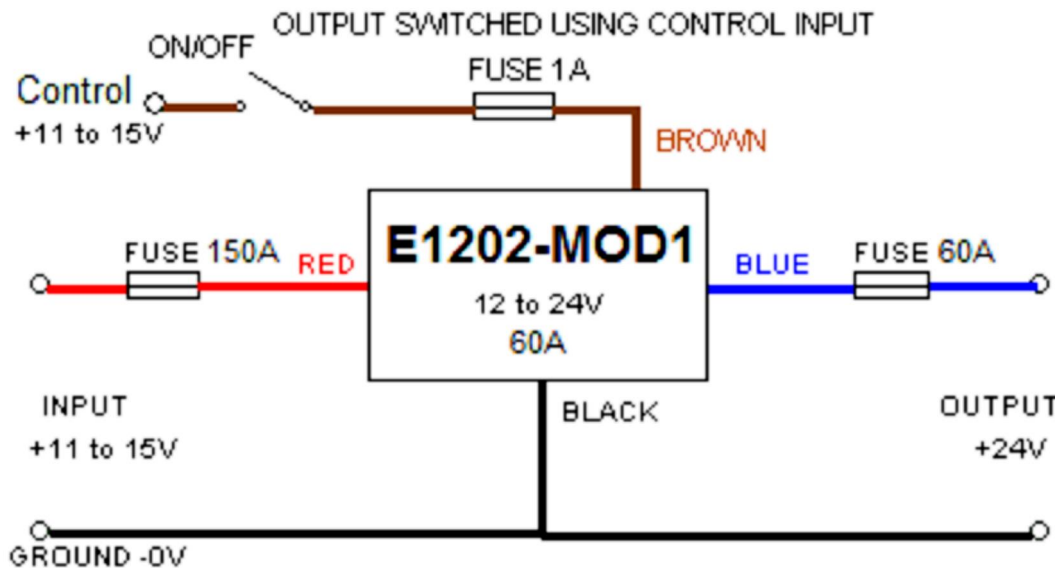 OUTPUT SWITCHED USING CONTROL INPUT
ON/OFF
FUSE 1A
Control
+11 to 15V
BROWN
FUSE 150A
RED
E1202-MOD1
12 to 24V
60A
BLUE
FUSE 60A
INPUT
+11 to 15V
BLACK
OUTPUT
+24V
GROUND -0V